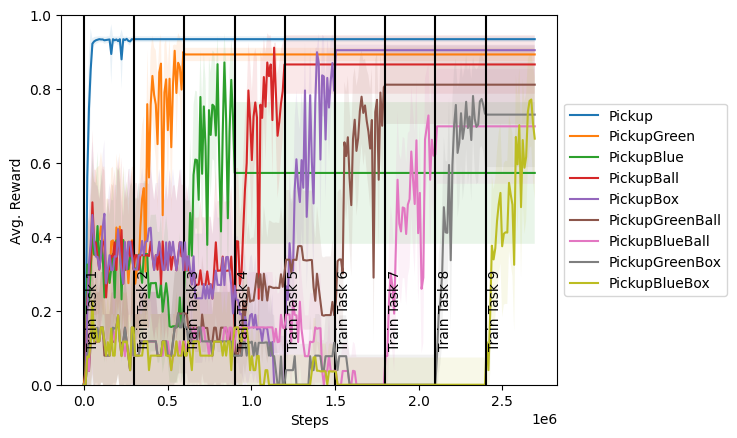 1.0
0.8
0.6
0.4
0.2
0.0
Avg. Reward
Train Task 1
Train Task 2
Train Task 3
Train Task 4
Train Task 5
Train Task 6
Train Task 7
Train Task 8
Train Task 9
0.0 0.5 1.0 1.5 2.0 2.5
1e6
Steps
Pickup
PickupGreen
PickupBlue
PickupBall
PickupBox
PickupGreenBall
PickupBlueBall
PickupGreenBox
PickupBlueBox